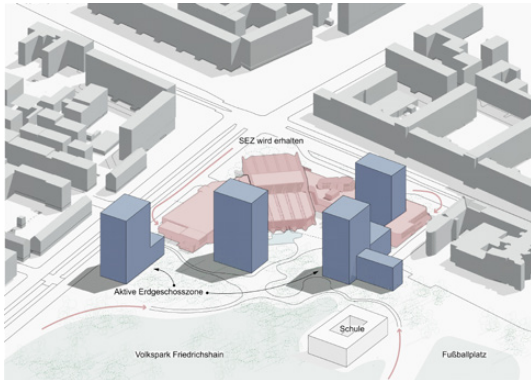 SEZ wird erhalten
Aktive Erdgeschosszone
Schule
Volkspark Friedrichshain
Fußballplatz